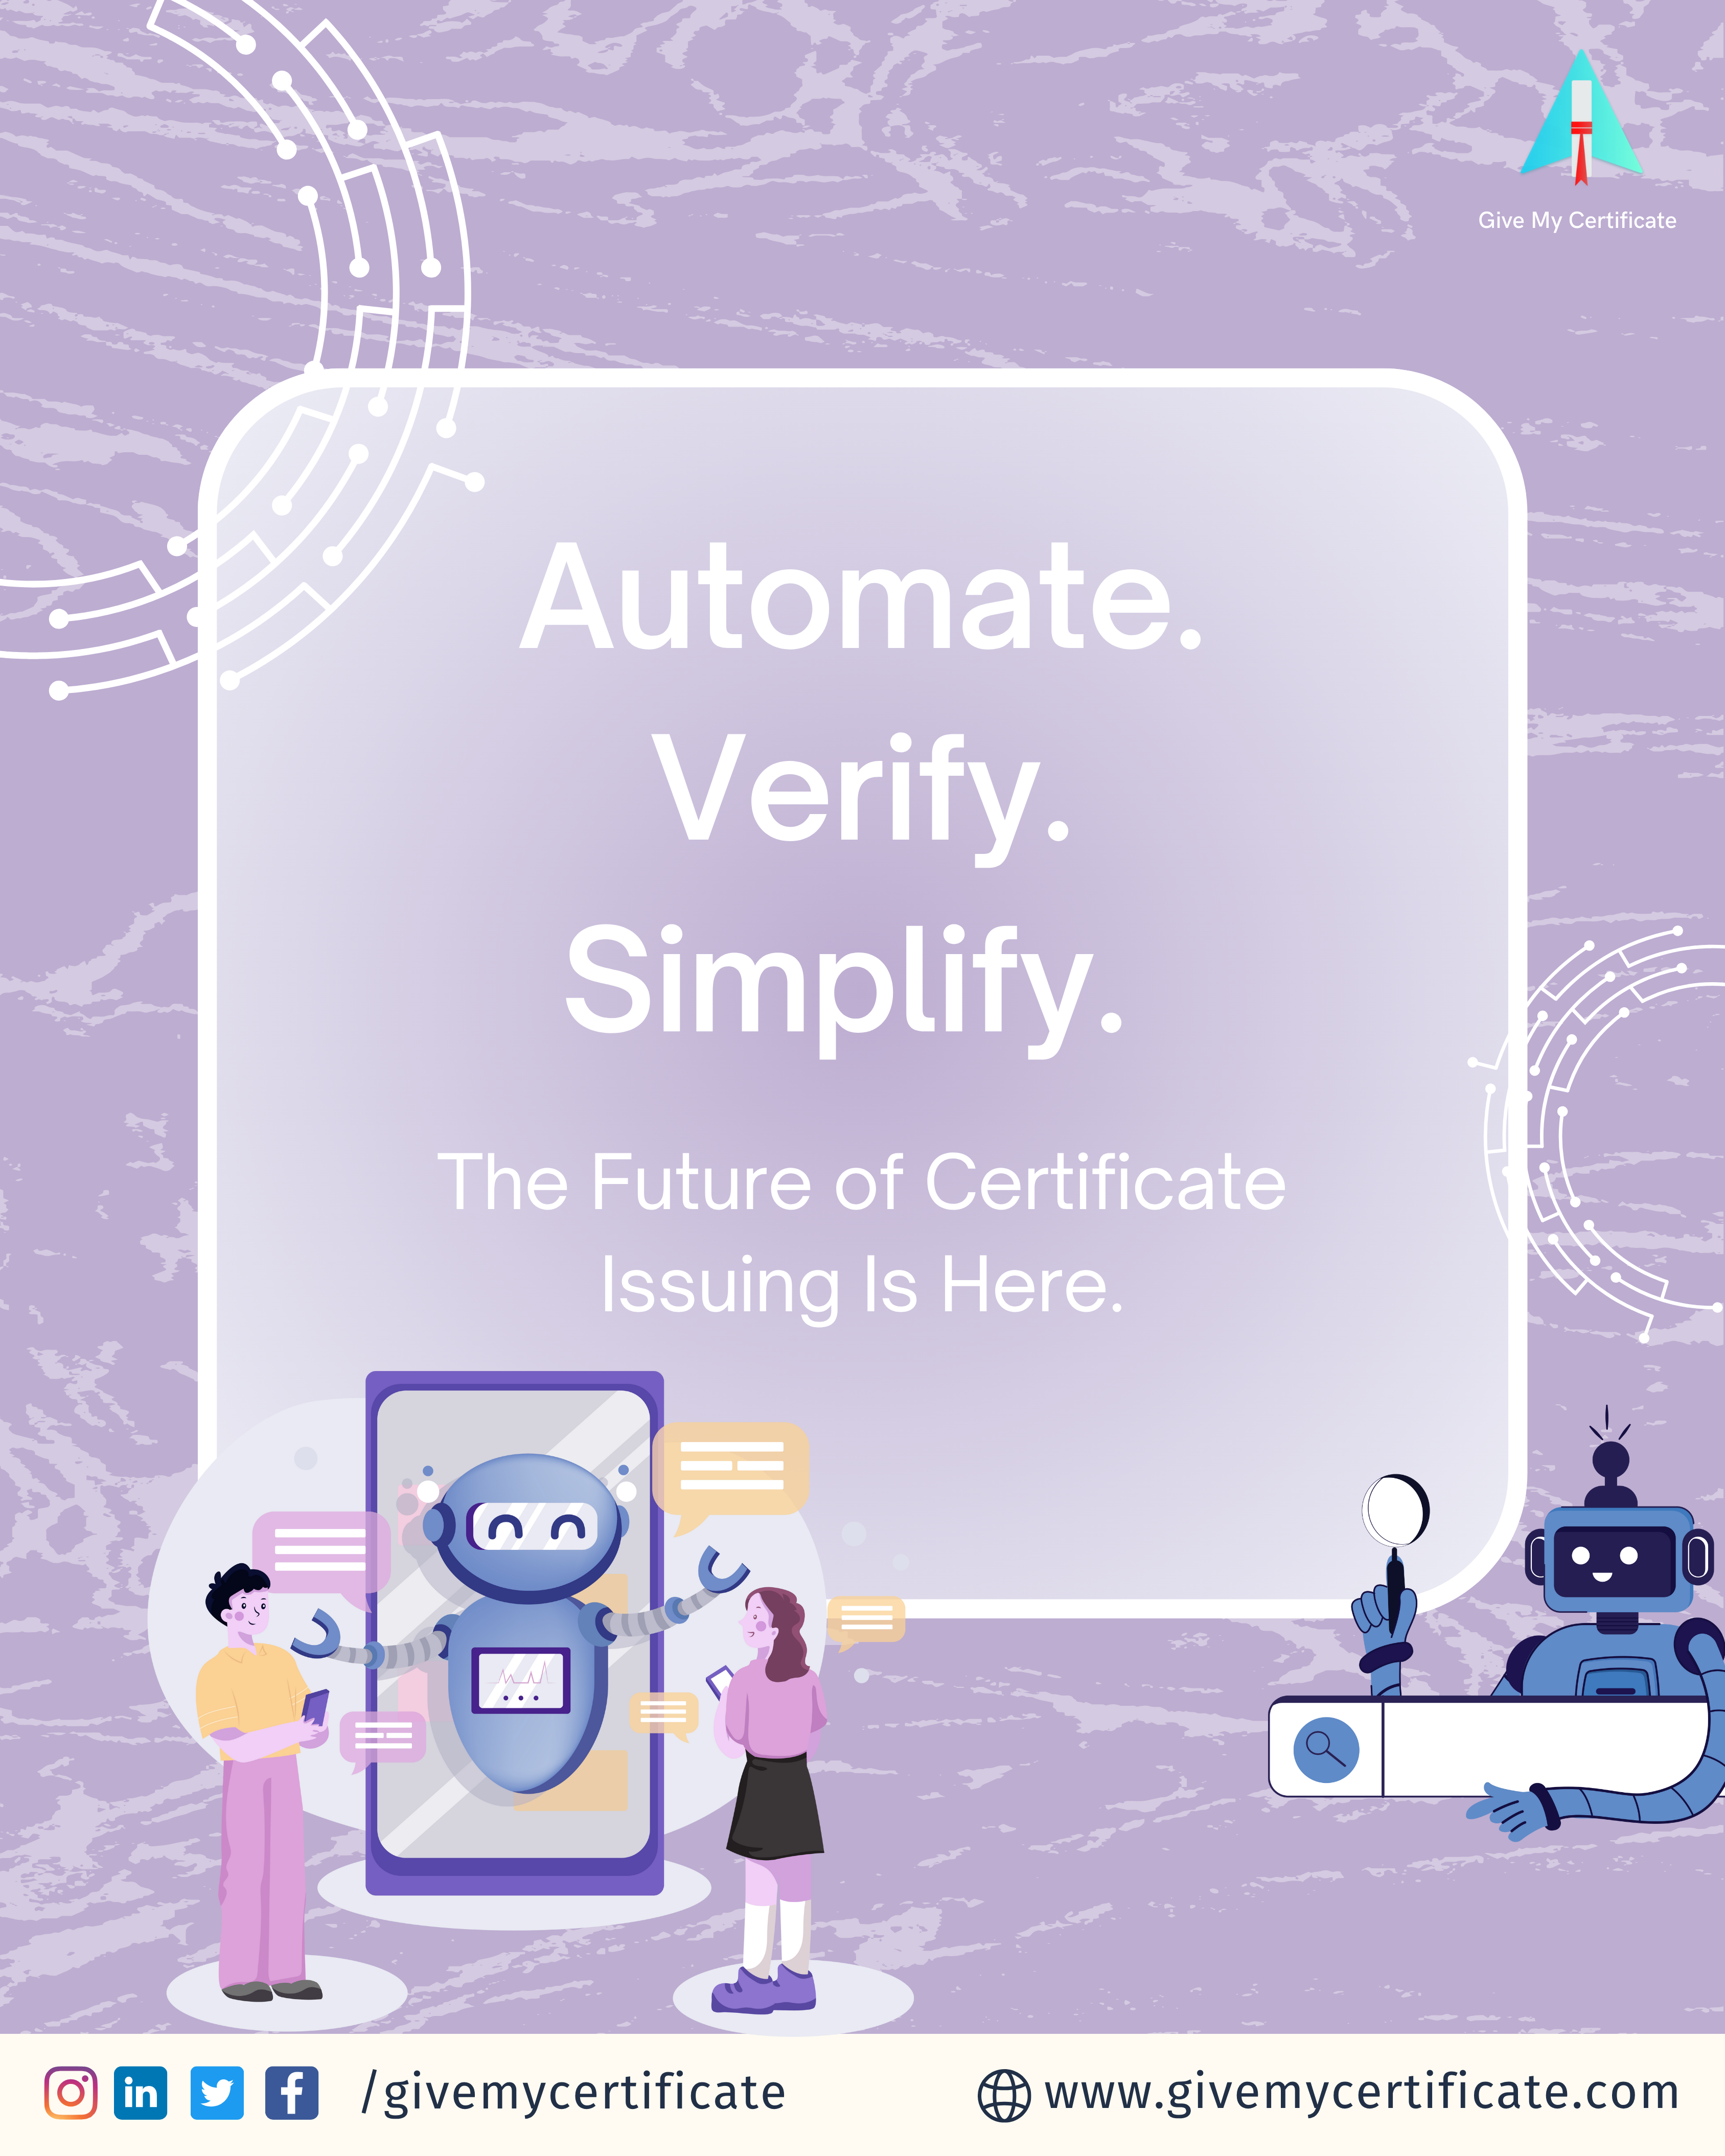 Give My Certificate
Automate.
Verify.
Simplify.
The Future of Certificate
Issuing Is Here.
in
f
/givemycertificate
www.givemycertificate.com